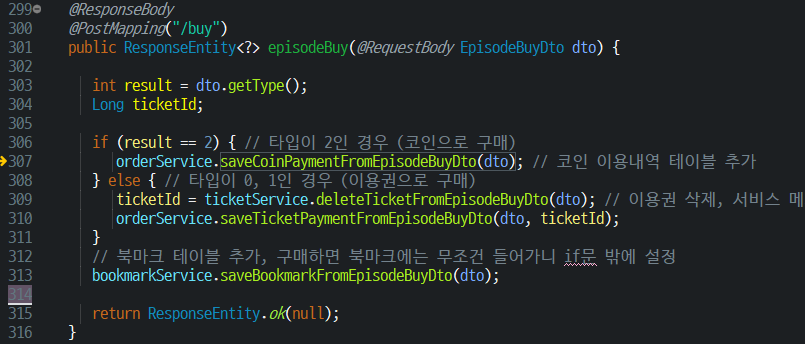 299 @ResponseBody
300 @PostMapping("/buy")
301 public ResponseEntity<?> episodeBuy(@RequestBody EpisodeBuyDto dto) {
302
303 int result = dto.getType();
304 Long ticketId;
305
306 if (result == 2) { // 타입이 2인 경우 (코인으로 구매)
307 orderService.saveCoinPaymentFromEpisodeBuyDto(dto); // 코인 이용내역 테이블 추가
308 } else { // 타입이 0, 1인 경우 (이용권으로 구매)
309 ticketId = ticketService.deleteTicketFromEpisodeBuyDto(dto); // 이용권 삭제, 서비스 메
310 orderService.saveTicketPaymentFromEpisodeBuyDto(dto, ticketId);
311 }
312 // 북마크 테이블 추가, 구매하면 북마크에는 무조건 들어가니 if문 밖에 설정
313 bookmarkService.saveBookmarkFromEpisodeBuyDto(dto);
314
315 return ResponseEntity.ok(null);
316 }